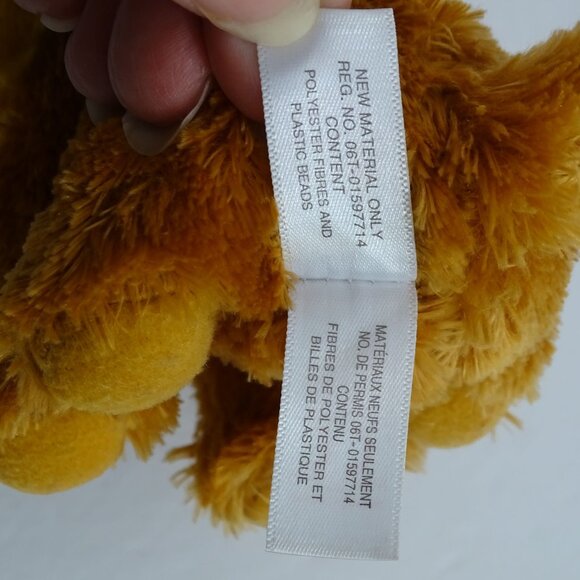 NEW MATERIAL ONLY
REG. NO. 06T-01597714
CONTENT
POLYESTER FIBRES AND
PLASTIC BEADS
MATÉRIAUX NEUFS SEULEMENT
NO. DE PERMIS 06T-01597714
CONTENU
FIBRES DE POLYESTER ET
BILLES DE PLASTIQUE